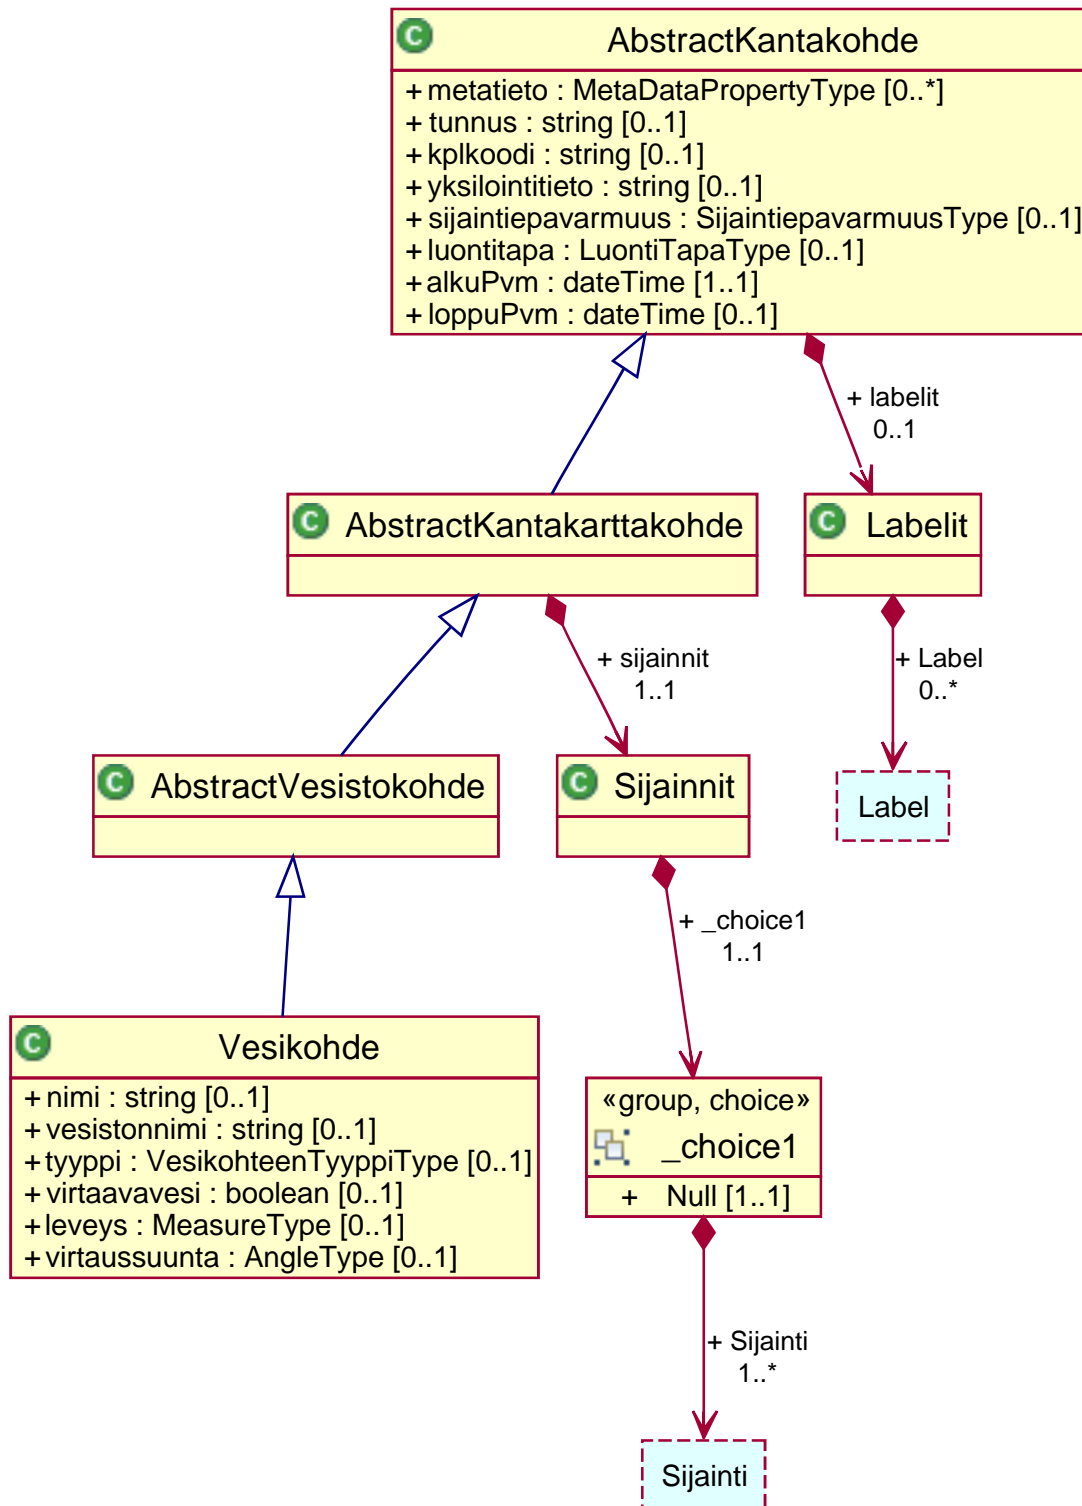 C AbstractKantakohde
+ metatieto : MetaDataPropertyType [0..*]
+ tunnus : string [0..1]
+ kplkoodi : string [0..1]
+ yksilointitieto : string [0..1]
+ sijaintiepavarmuus : SijaintiepavarmuusType [0..1]
+ luontitapa : LuontiTapaType [0..1]
+ alkuPvm : dateTime [1..1]
+ loppuPvm : dateTime [0..1]
+ labelit
0..1
C AbstractKantakarttakohde
C Labelit
+ sijainnit
1..1
+ Label
0..*
C AbstractVesistokohde
C Sijainnit
Label
+ _choice1
1..1
C Vesikohde
+ nimi : string [0..1]
+ vesistonnimi : string [0..1]
+ tyyppi : VesikohteenTyyppiType [0..1]
+ virtaavavesi : boolean [0..1]
+ leveys : MeasureType [0..1]
+ virtaussuunta : AngleType [0..1]
«group, choice»
_choice1
+ Null [1..1]
+ Sijainti
1..*
Sijainti